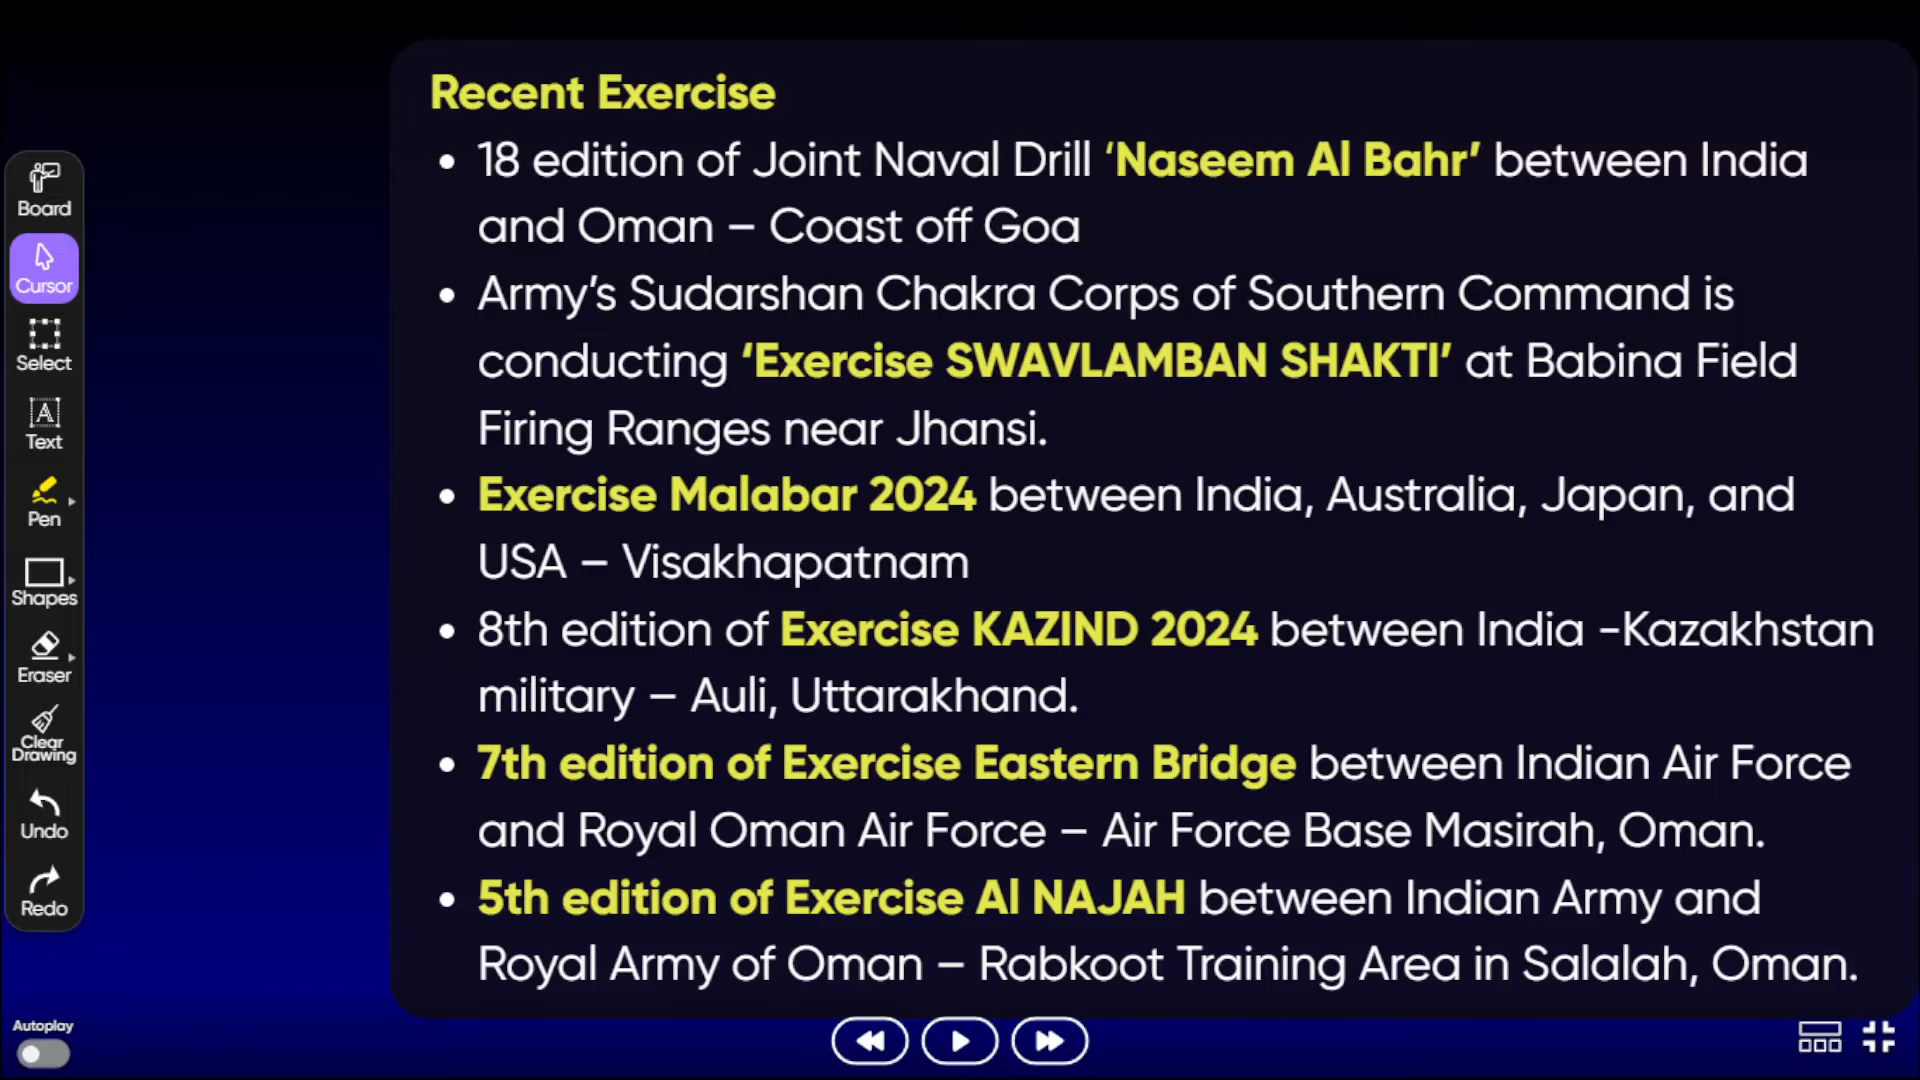 Recent Exercise
• 18 edition of Joint Naval Drill ‘Naseem Al Bahr’ between India
and Oman – Coast off Goa
• Army’s Sudarshan Chakra Corps of Southern Command is
conducting ‘Exercise SWAVLAMBAN SHAKTI’ at Babina Field
Firing Ranges near Jhansi.
• Exercise Malabar 2024 between India, Australia, Japan, and
USA – Visakhapatnam
• 8th edition of Exercise KAZIND 2024 between India -Kazakhstan
military – Auli, Uttarakhand.
• 7th edition of Exercise Eastern Bridge between Indian Air Force
and Royal Oman Air Force – Air Force Base Masirah, Oman.
• 5th edition of Exercise Al NAJAH between Indian Army and
Royal Army of Oman – Rabkoot Training Area in Salalah, Oman.
Board
Cursor
Select
Text
Pen
Shapes
Eraser
Clear
Drawing
Undo
Redo
Autoplay